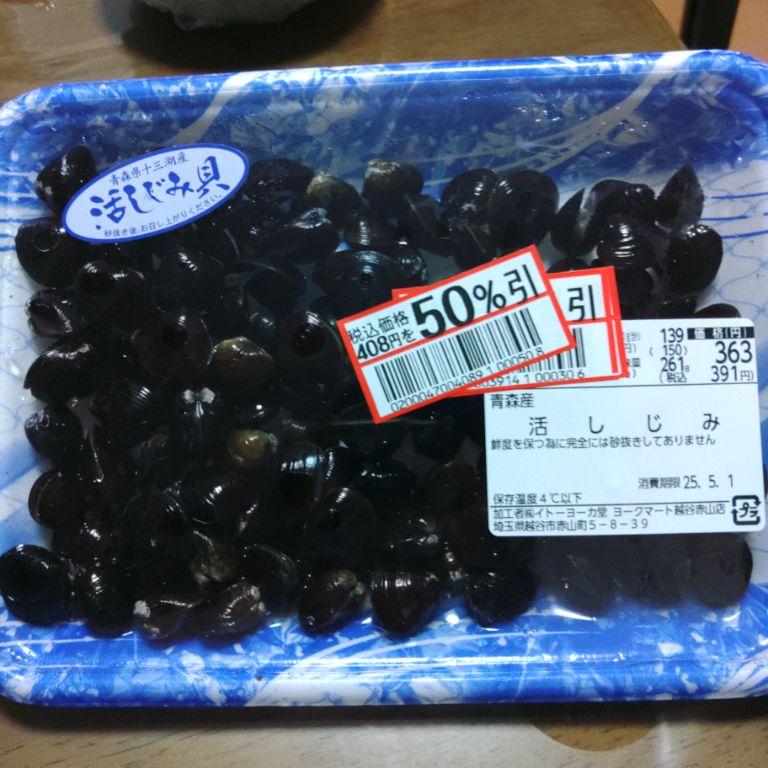 青森県十三湖産
活しじみ貝
砂抜き後、お召し上がりください。
税込価格
408円を
50%引
0200047004089100050 8
引
03914100030 6
139
(150)
261g
(税込
価格(円)
363
391円)
青森産
活しじみ
鮮度を保つ為に完全には砂抜きしてありません
消費期限 25.5.1
保存温度4℃以下
加工者㈱イトーヨーカ堂 ヨークマート越谷赤山店
埼玉県越谷市赤山町5-8-39